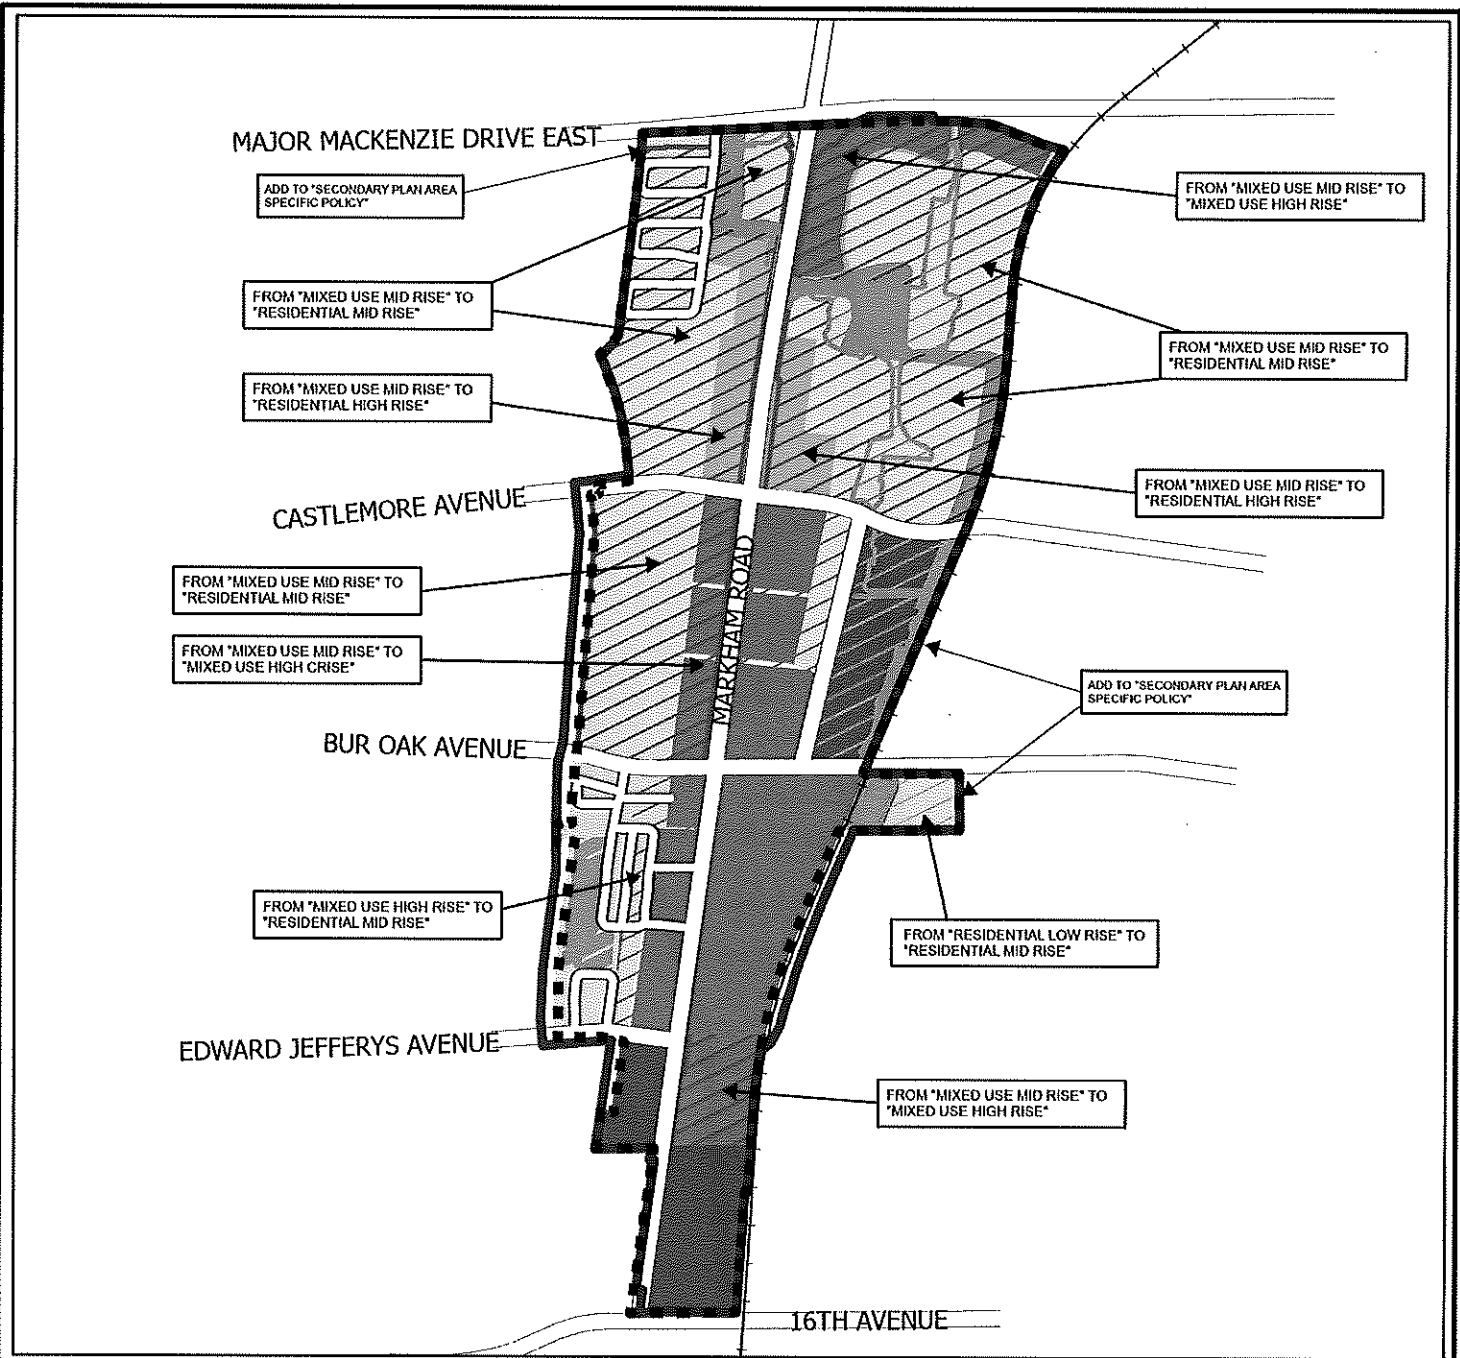 MAJOR MACKENZIE DRIVE EAST
ADD TO "SECONDARY PLAN AREA
SPECIFIC POLICY"
FROM "MIXED USE MID RISE" TO
"MIXED USE HIGH RISE"
FROM "MIXED USE MID RISE" TO
"RESIDENTIAL MID RISE"
FROM "MIXED USE MID RISE" TO
"RESIDENTIAL MID RISE"
FROM "MIXED USE MID RISE" TO
"RESIDENTIAL HIGH RISE"
FROM "MIXED USE MID RISE" TO
"RESIDENTIAL HIGH RISE"
CASTLEMORE AVENUE
MARKHAM ROAD
FROM "MIXED USE MID RISE" TO
"RESIDENTIAL MID RISE"
FROM "MIXED USE MID RISE" TO
"MIXED USE HIGH CRISE"
ADD TO "SECONDARY PLAN AREA
SPECIFIC POLICY"
BUR OAK AVENUE
FROM "MIXED USE HIGH RISE" TO
"RESIDENTIAL MID RISE"
FROM "RESIDENTIAL LOW RISE" TO
"RESIDENTIAL MID RISE"
EDWARD JEFFERYS AVENUE
FROM "MIXED USE MID RISE" TO
"MIXED USE HIGH RISE"
16TH AVENUE